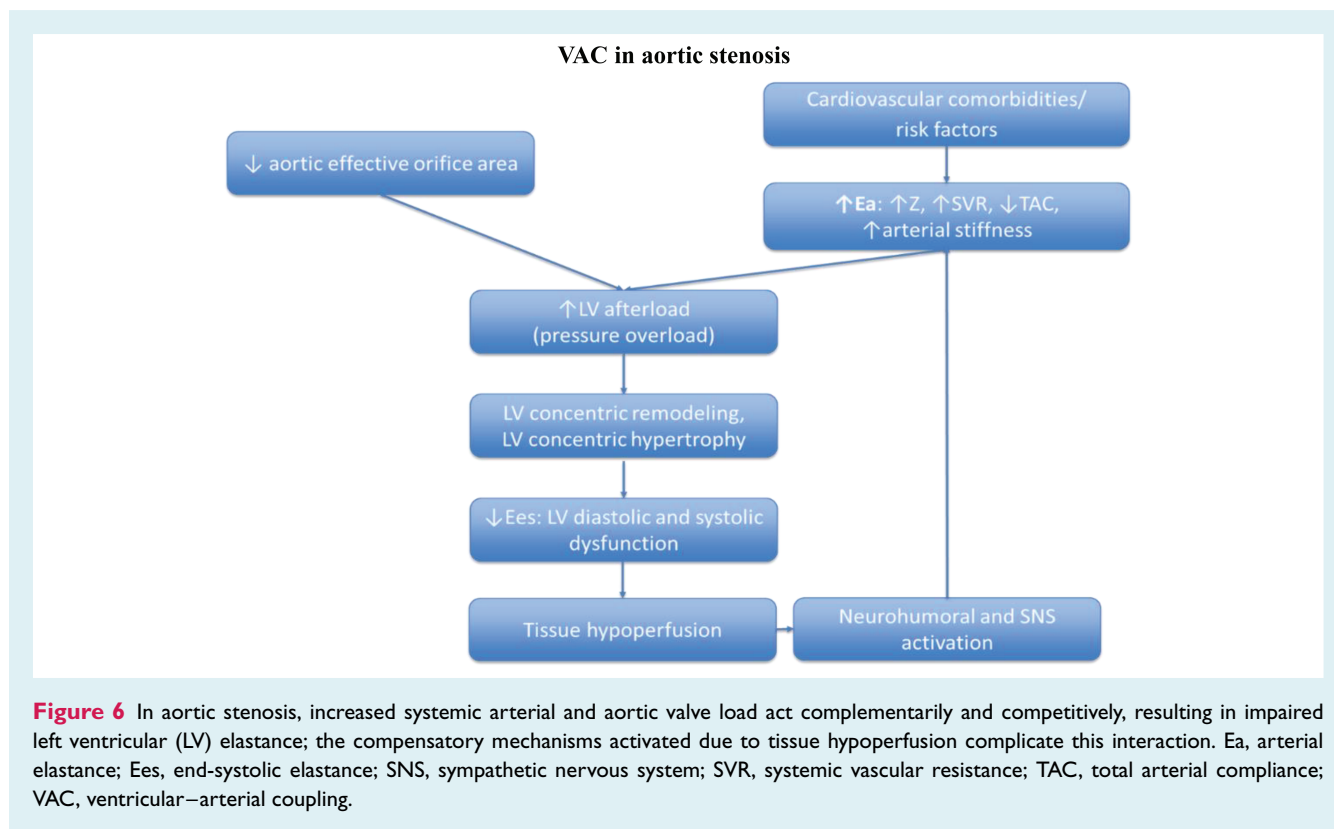 VAC in aortic stenosis
Cardiovascular comorbidities/
risk factors
↓ aortic effective orifice area
↑Ea: ↑Z, ↑SVR, ↓TAC,
↑arterial stiffness
↑LV afterload
(pressure overload)
LV concentric remodeling,
LV concentric hypertrophy
↓Ees: LV diastolic and systolic
dysfunction
Tissue hypoperfusion
Neurohumoral and SNS
activation
Figure 6 In aortic stenosis, increased systemic arterial and aortic valve load act complementarily and competitively, resulting in impaired
left ventricular (LV) elastance; the compensatory mechanisms activated due to tissue hypoperfusion complicate this interaction. Ea, arterial
elastance; Ees, end-systolic elastance; SNS, sympathetic nervous system; SVR, systemic vascular resistance; TAC, total arterial compliance;
VAC, ventricular–arterial coupling.